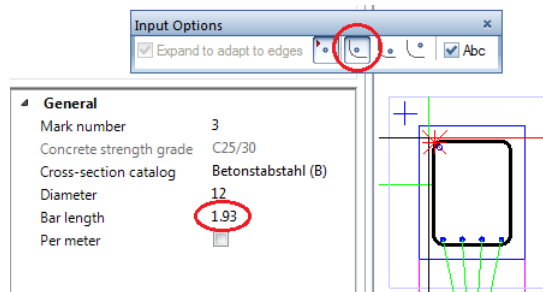 Input Options
Expand to adapt to edges Abc
General
Mark number 3
Concrete strength grade C25/30
Cross-section catalog Betonstabstahl (B)
Diameter 12
Bar length 1.93
Per meter